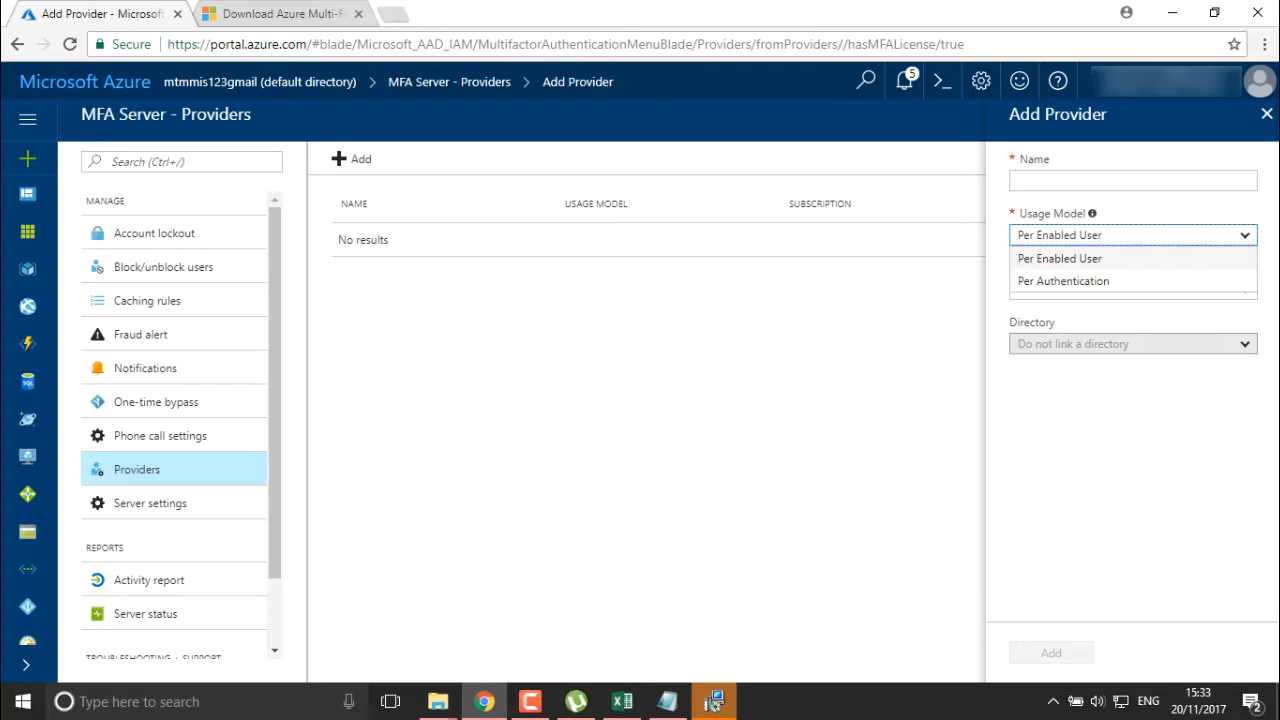 Add Provider - Microsoft
Download Azure Multi-F
Secure
https://portal.azure.com/#blade/Microsoft_AAD_IAM/MultifactorAuthenticationMenuBlade/Providers/fromProviders//hasMFALicense/true
Microsoft Azure
mtmmis123gmail (default directory) > MFA Server - Providers > Add Provider
5
MFA Server - Providers
Search (Ctrl+/)
MANAGE
Account lockout
Block/unblock users
Caching rules
Fraud alert
Notifications
One-time bypass
Phone call settings
Providers
Server settings
REPORTS
Activity report
Server status
TROUBLESHOOTING + SUPPORT
Add
NAME
USAGE MODEL
SUBSCRIPTION
No results
Add Provider
* Name
* Usage Model
Per Enabled User
Per Enabled User
Per Authentication
Directory
Do not link a directory
Add
SQL
Type here to search
ENG
15:33
20/11/2017
2